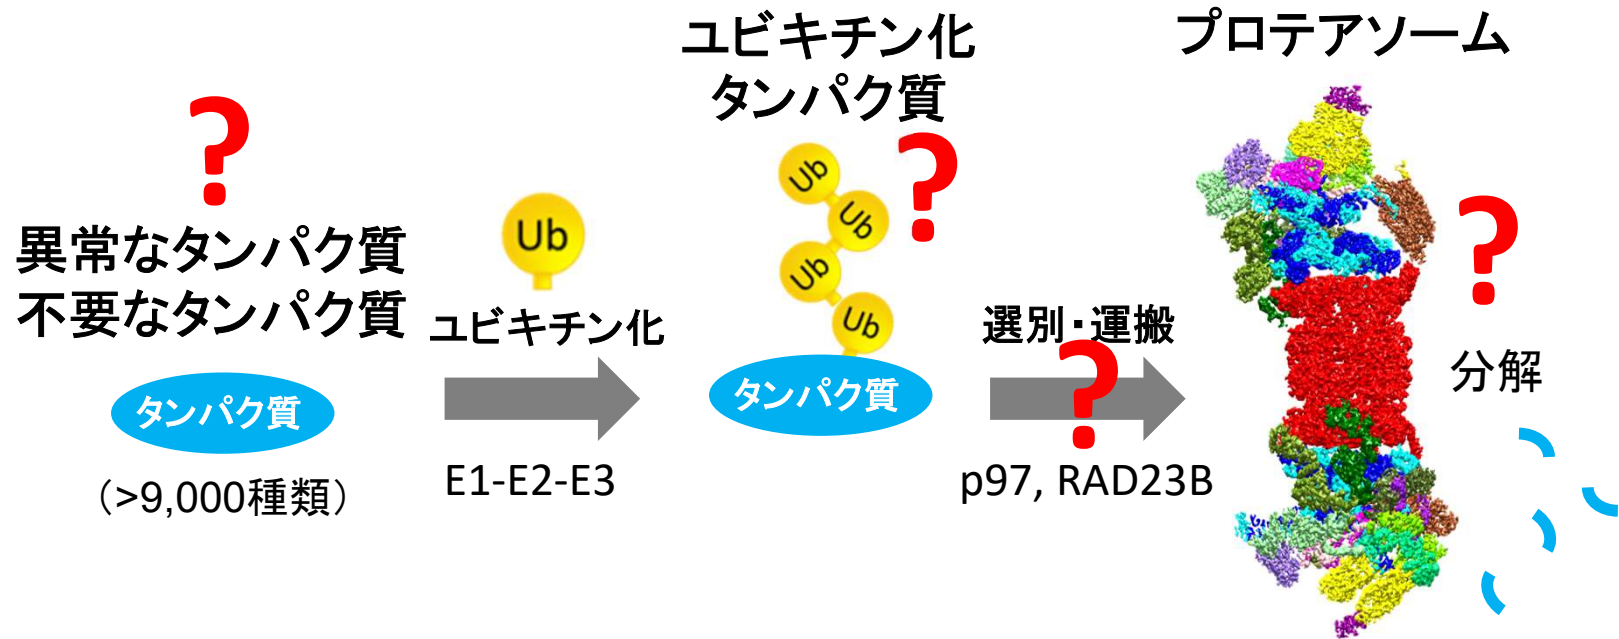 ?
異常なタンパク質
不要なタンパク質
タンパク質
（>9,000種類）
Ub
ユビキチン化
E1-E2-E3
ユビキチン化
タンパク質
?
Ub
Ub
Ub
Ub
タンパク質
選別・運搬
?
p97, RAD23B
プロテアソーム
?
分解